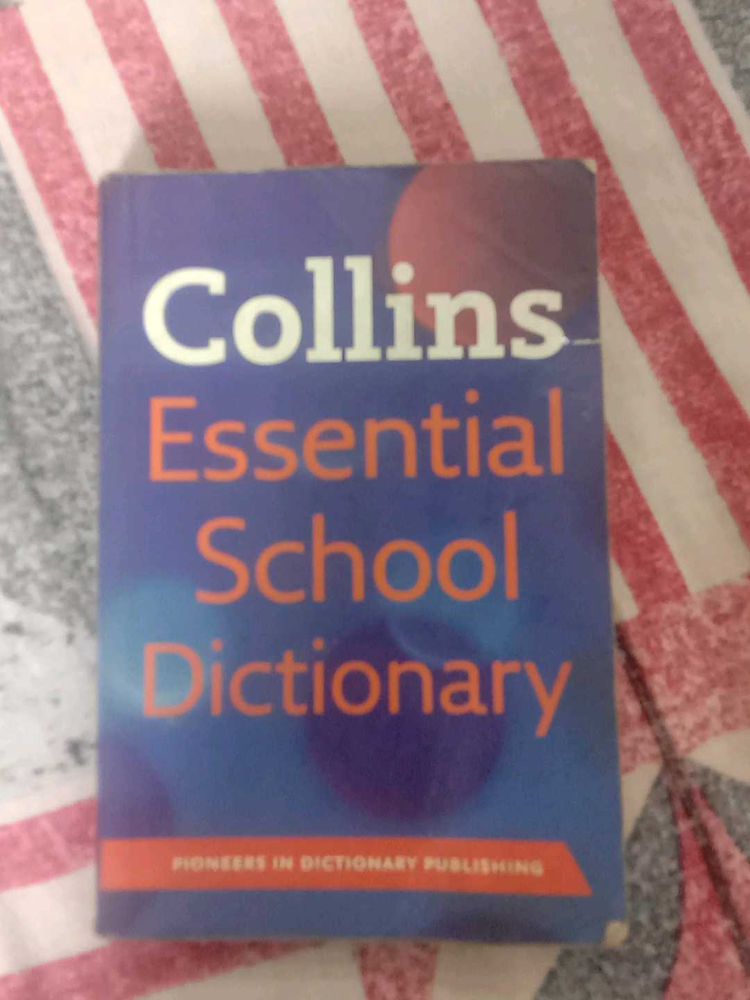 Collins
Essential
School
Dictionary
PIONEERS IN DICTIONARY PUBLISHING